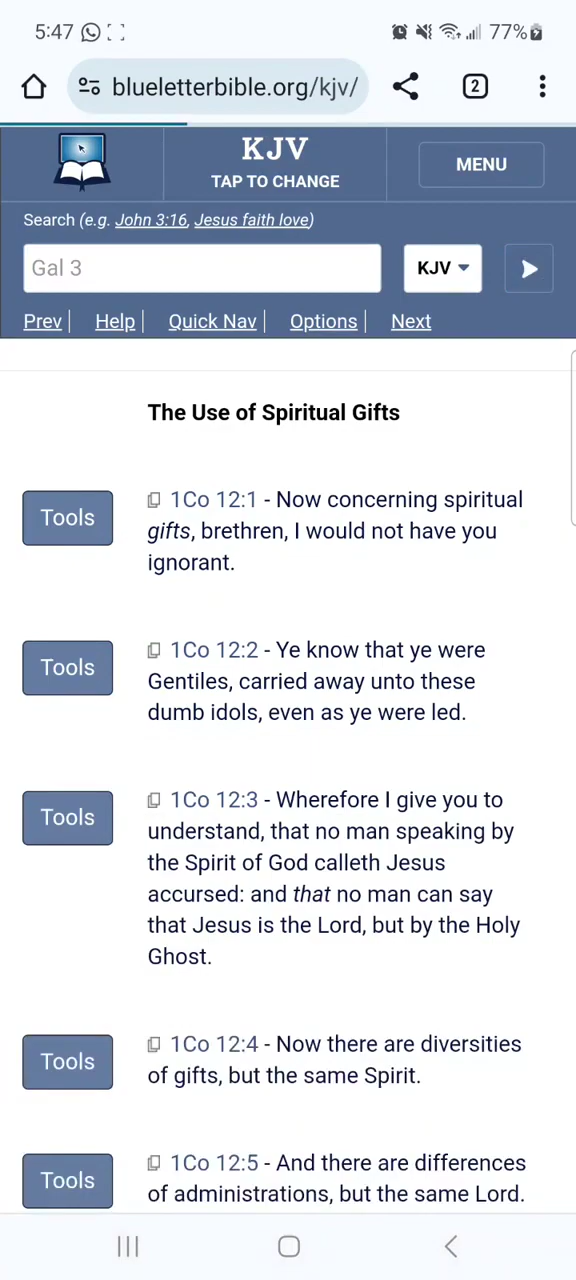 5:47 77%
blueletterbible.org/kjv/ 2
KJV
TAP TO CHANGE
MENU
Search (e.g. John 3:16, Jesus faith love)
Gal 3 KJV
Prev| Help| Quick Nav| Options| Next
The Use of Spiritual Gifts
Tools
1Co 12:1 - Now concerning spiritual
gifts, brethren, I would not have you
ignorant.
Tools
1Co 12:2 - Ye know that ye were
Gentiles, carried away unto these
dumb idols, even as ye were led.
Tools
1Co 12:3 - Wherefore I give you to
understand, that no man speaking by
the Spirit of God calleth Jesus
accursed: and that no man can say
that Jesus is the Lord, but by the Holy
Ghost.
Tools
1Co 12:4 - Now there are diversities
of gifts, but the same Spirit.
Tools
1Co 12:5 - And there are differences
of administrations, but the same Lord.